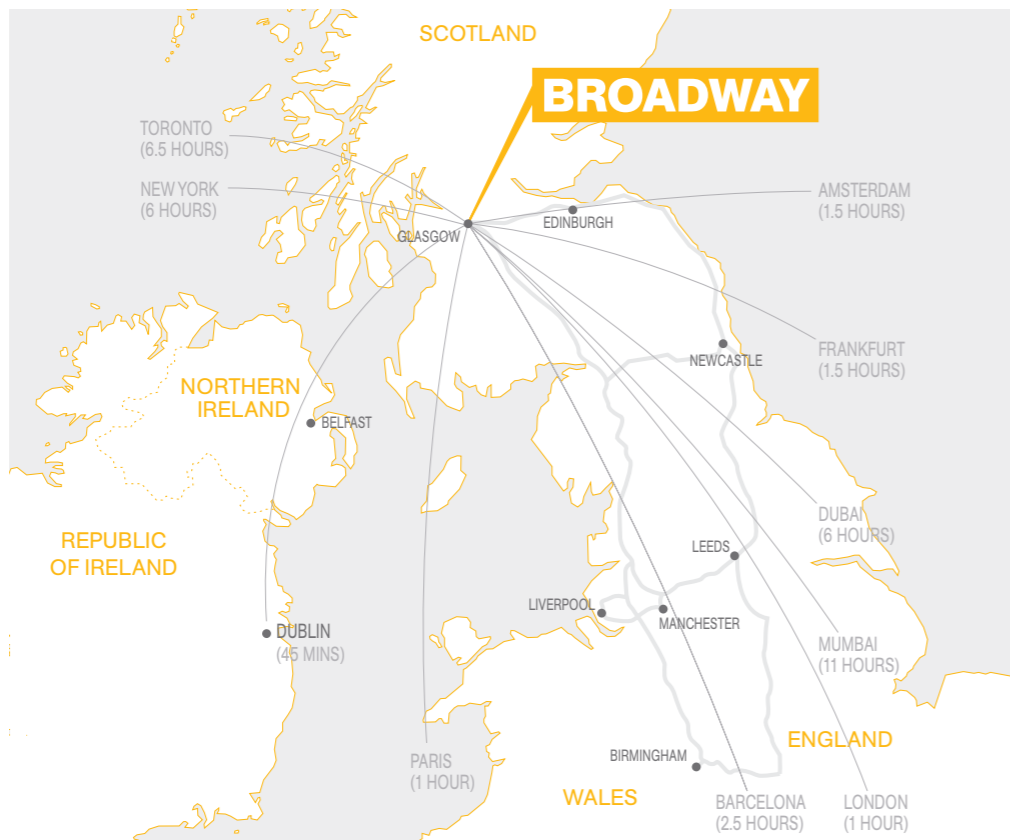 SCOTLAND
BROADWAY
TORONTO
(6.5 HOURS)
NEW YORK
(6 HOURS)
AMSTERDAM
(1.5 HOURS)
EDINBURGH
GLASGOW
NEWCASTLE
FRANKFURT
(1.5 HOURS)
NORTHERN
IRELAND
BELFAST
DUBAI
(6 HOURS)
REPUBLIC
OF IRELAND
LEEDS
LIVERPOOL
MANCHESTER
DUBLIN
(45 MINS)
MUMBAI
(11 HOURS)
ENGLAND
PARIS
(1 HOUR)
BIRMINGHAM
WALES
BARCELONA
(2.5 HOURS)
LONDON
(1 HOUR)